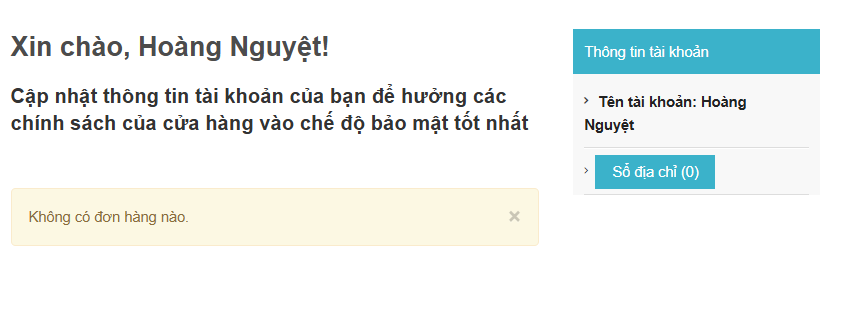 Xin chào, Hoàng Nguyệt!
Cập nhật thông tin tài khoản của bạn để hưởng các
chính sách của cửa hàng vào chế độ bảo mật tốt nhất
Không có đơn hàng nào.
×
Thông tin tài khoản
Tên tài khoản: Hoàng
Nguyệt
Sổ địa chỉ (0)